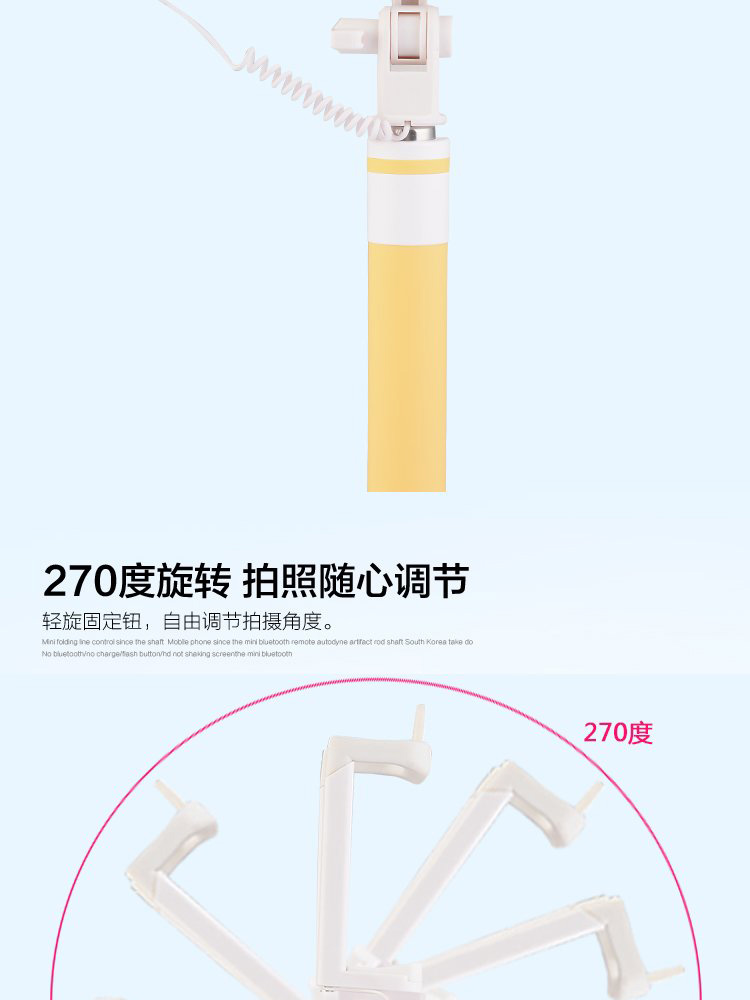 270度旋转 拍照随心调节
轻旋固定钮，自由调节拍摄角度。
Mini folding line control since the shaft Mobile phone since the mini bluetooth remote autodyne artifact rod shaft South Korea take do
No bluetooth/no charge/flash button/hd not shaking screenthe mini bluetooth
270度